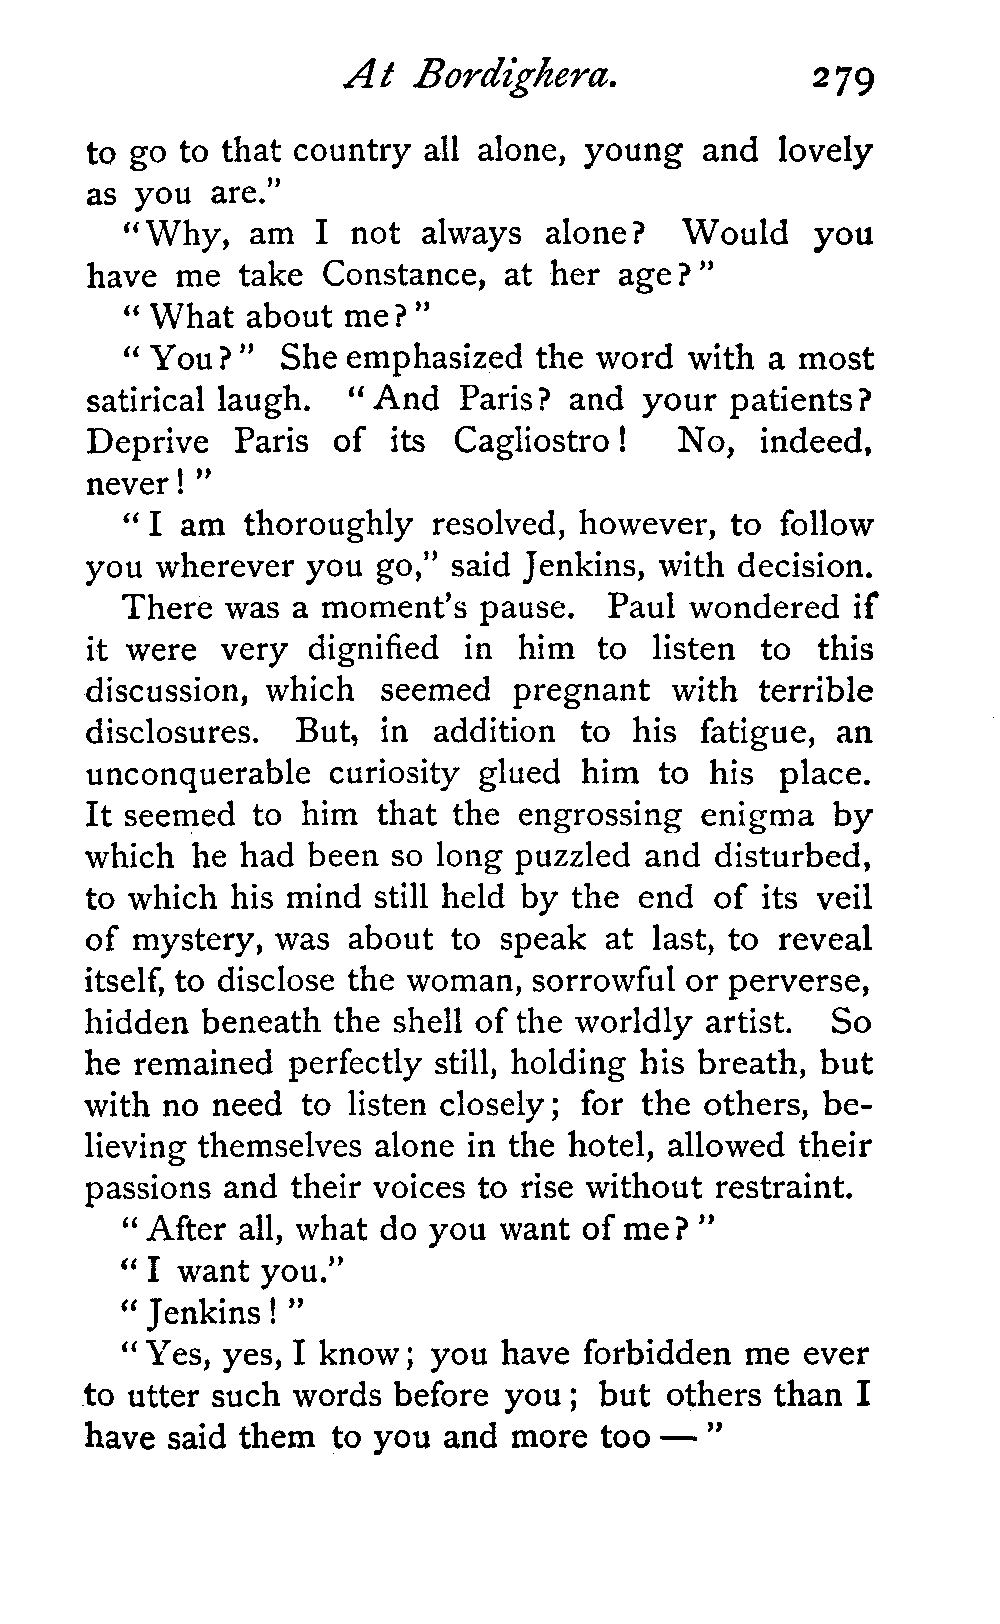 At Bordighera. 279
to go to that country all alone, young and lovely
as you are."
"Why, am I not always alone? Would you
have me take Constance, at her age?"
"What about me?"
"You?" She emphasized the word with a most
satirical laugh. "And Paris? and your patients?
Deprive Paris of its Cagliostro! No, indeed,
never!"
"I am thoroughly resolved, however, to follow
you wherever you go," said Jenkins, with decision.
There was a moment's pause. Paul wondered if
it were very dignified in him to listen to this
discussion, which seemed pregnant with terrible
disclosures. But, in addition to his fatigue, an
unconquerable curiosity glued him to his place.
It seemed to him that the engrossing enigma by
which he had been so long puzzled and disturbed,
to which his mind still held by the end of its veil
of mystery, was about to speak at last, to reveal
itself, to disclose the woman, sorrowful or perverse,
hidden beneath the shell of the worldly artist. So
he remained perfectly still, holding his breath, but
with no need to listen closely; for the others, be-
lieving themselves alone in the hotel, allowed their
passions and their voices to rise without restraint.
"After all, what do you want of me?"
"I want you."
"Jenkins!"
"Yes, yes, I know; you have forbidden me ever
to utter such words before you; but others than I
have said them to you and more too — "